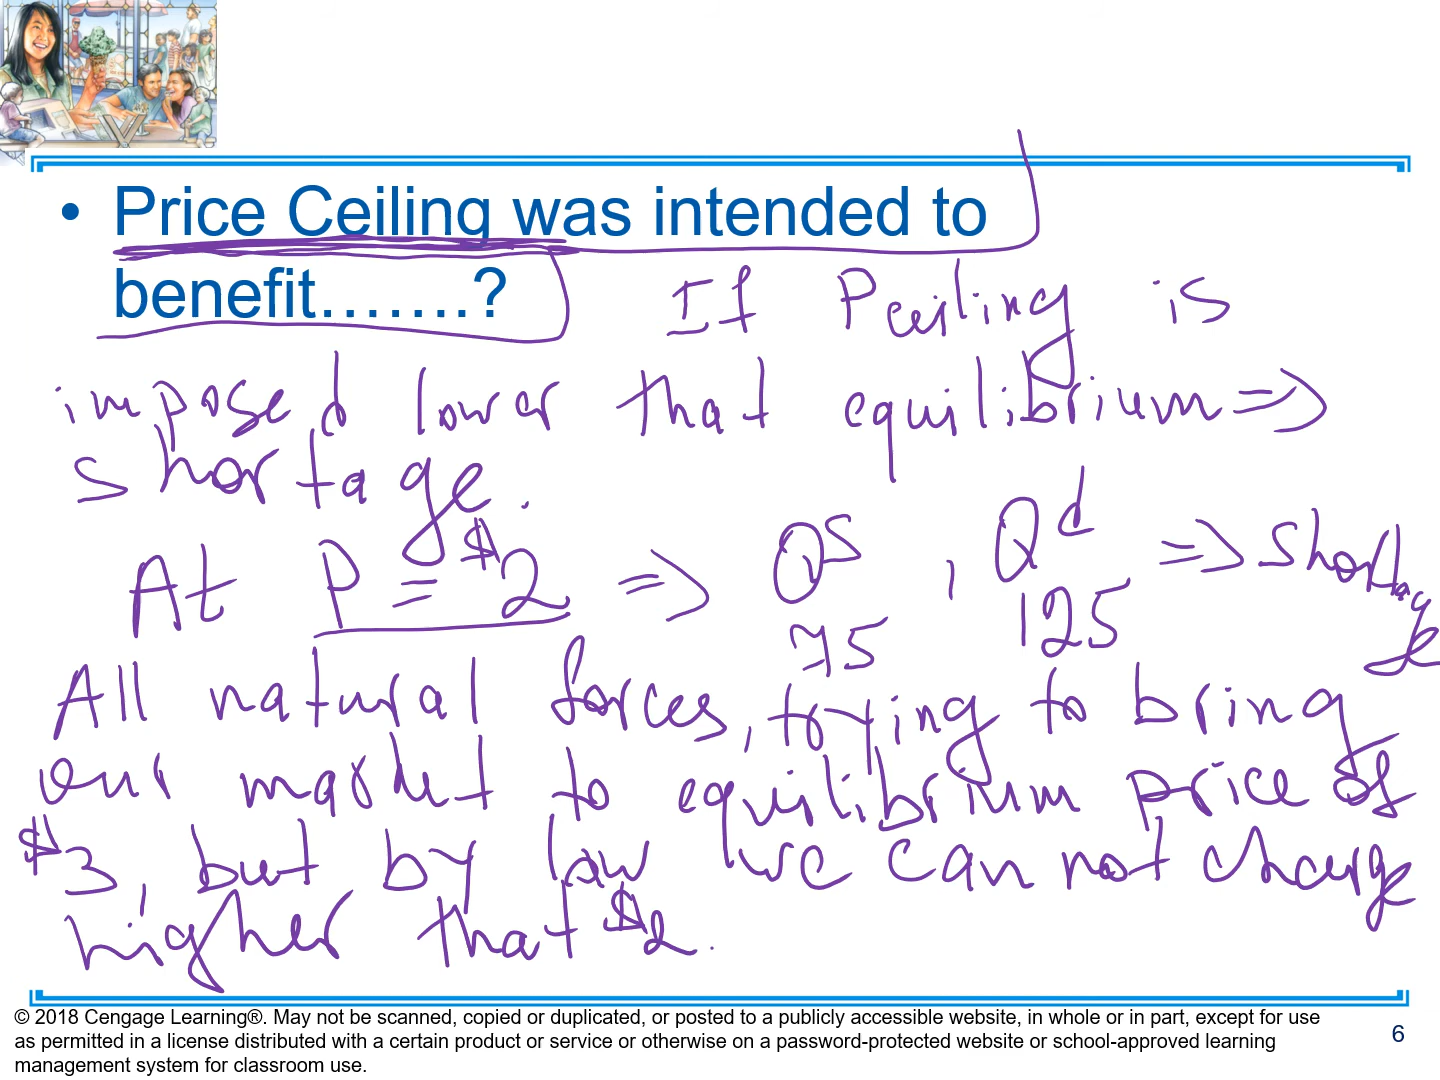 • Price Ceiling was intended to
benefit.......?
If Pceiling is
imposed lower that equilibrium =>
shortage.
At P = $2 => Qs, Qd => shortage
75 125
All natural forces, trying to bring
our market to equilibrium price of
$3, but by law we can not charge
higher that $2.
© 2018 Cengage Learning®. May not be scanned, copied or duplicated, or posted to a publicly accessible website, in whole or in part, except for use
as permitted in a license distributed with a certain product or service or otherwise on a password-protected website or school-approved learning
management system for classroom use.
6